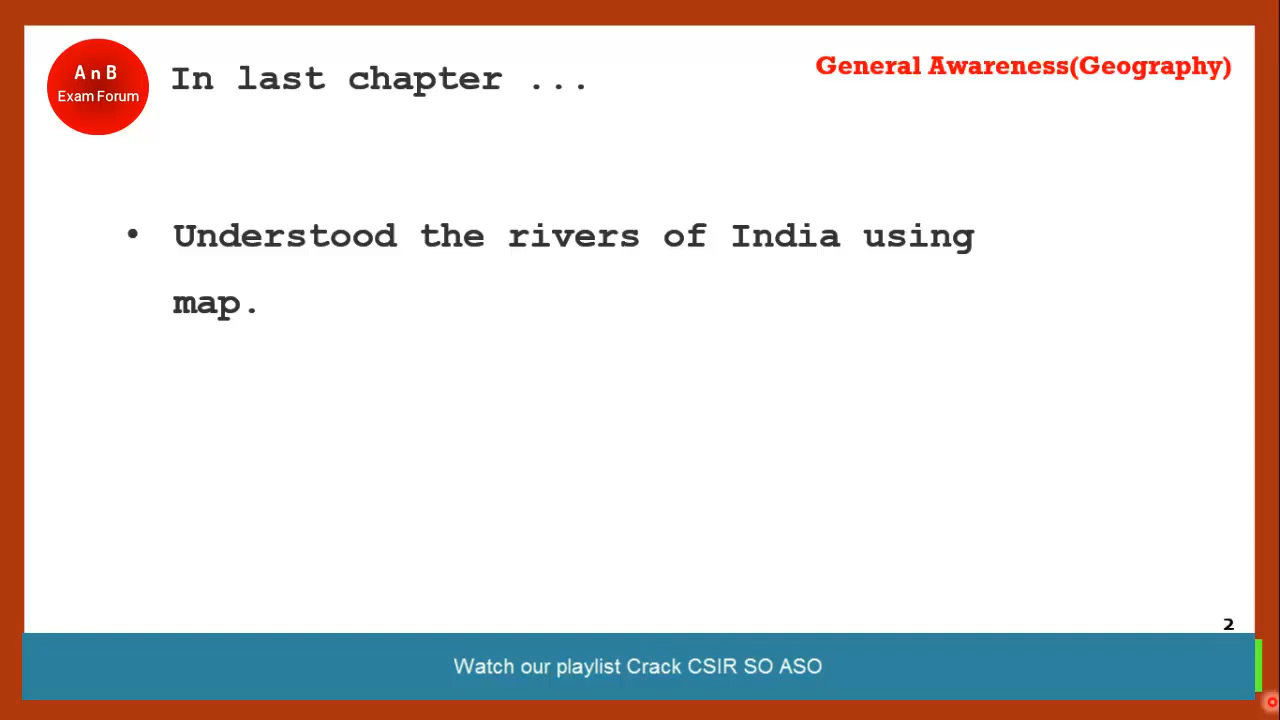 A n B
Exam Forum
In last chapter ...
General Awareness(Geography)
• Understood the rivers of India using
map.
2
Watch our playlist Crack CSIR SO ASO